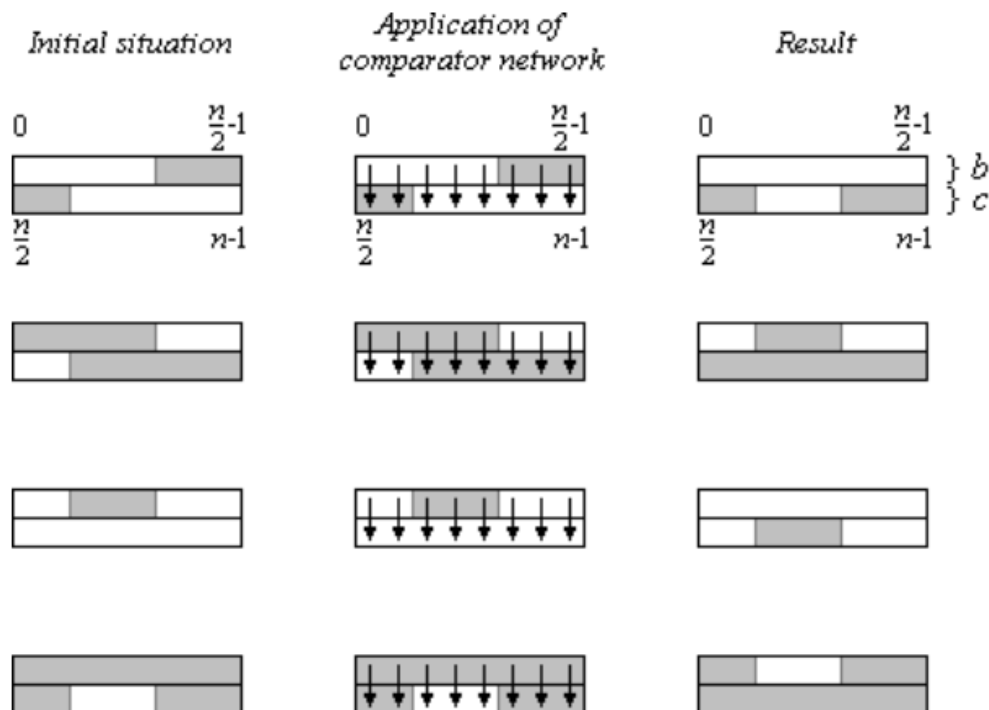 Initial situation
Application of
comparator network
Result
0 n/2-1
0 n/2-1
0 n/2-1
} b
} c
n/2 n-1
n/2 n-1
n/2 n-1